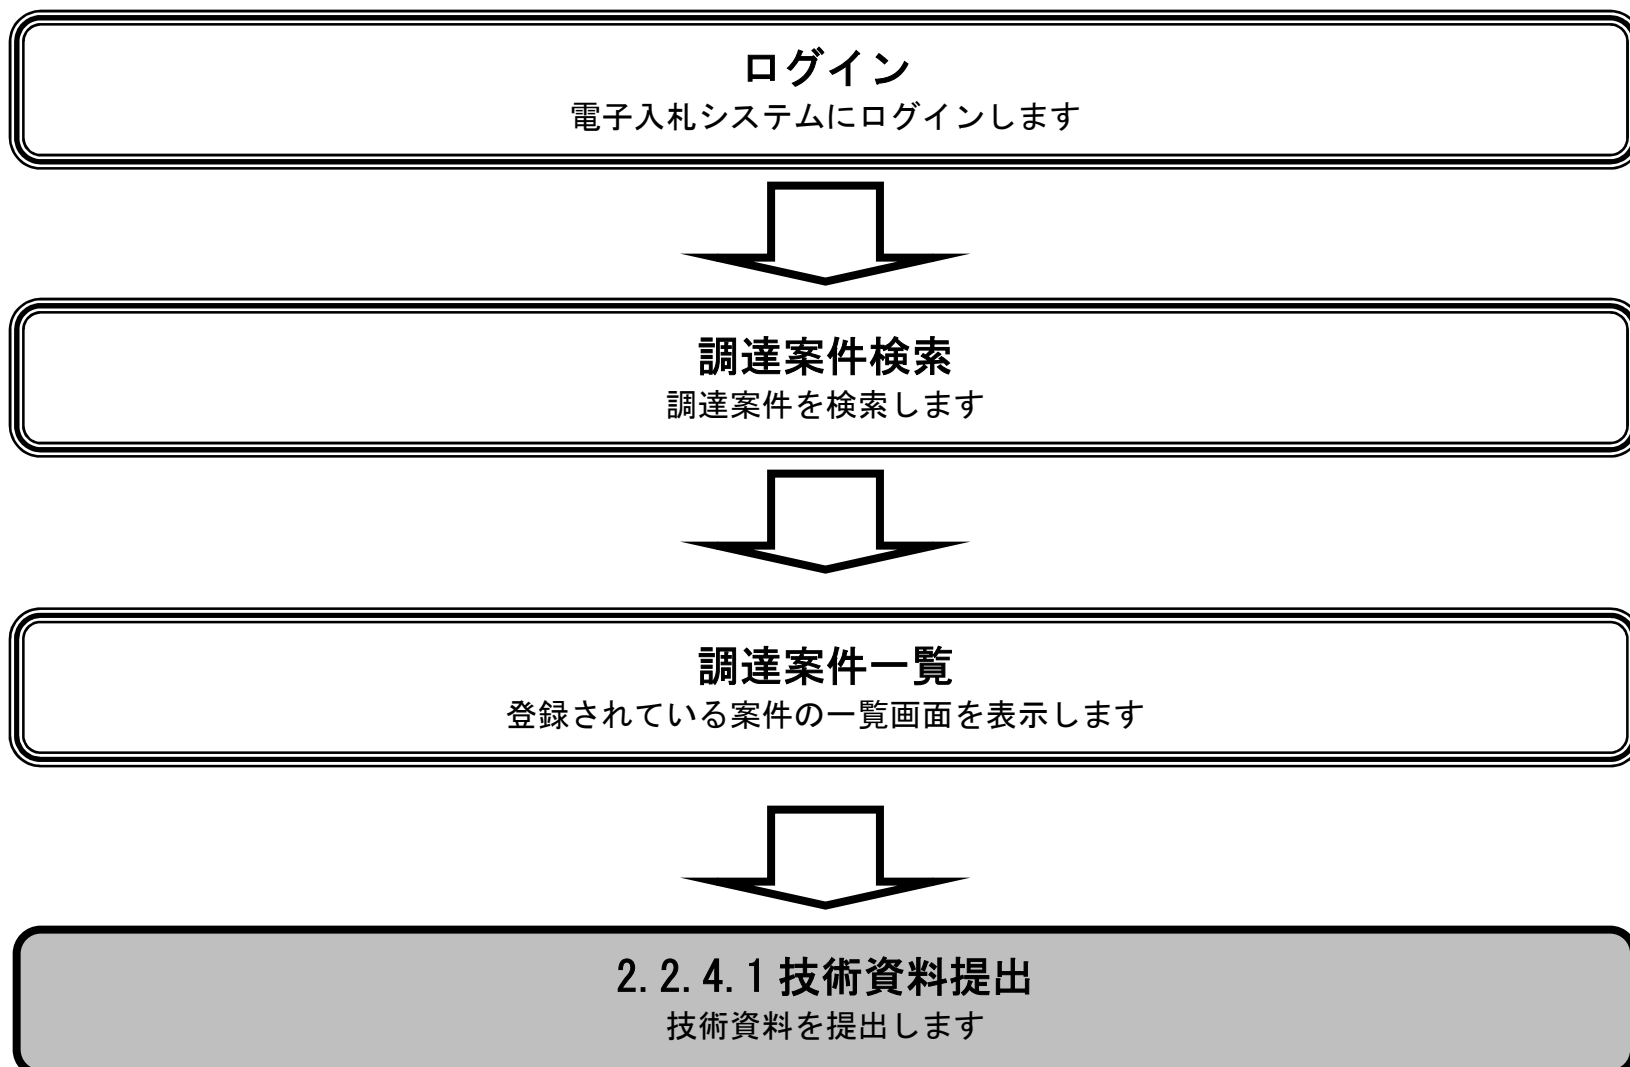 ログイン
電子入札システムにログインします
調達案件検索
調達案件を検索します
調達案件一覧
登録されている案件の一覧画面を表示します
2.2.4.1 技術資料提出
技術資料を提出します